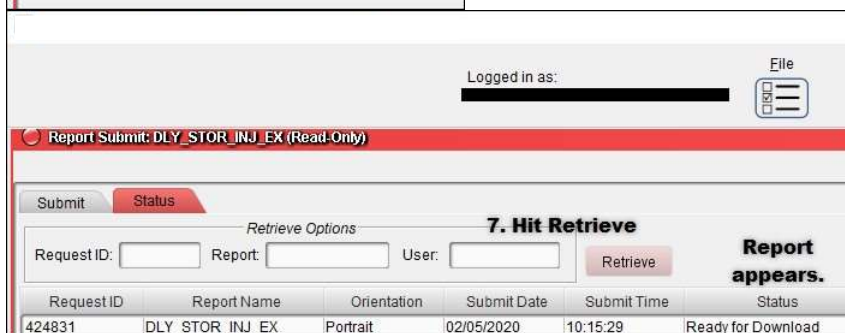 File
Logged in as:
Report Submit: DLY_STOR_INJ_EX (Read-Only)
Submit Status
Retrieve Options
7. Hit Retrieve
Request ID: Report: User: Retrieve
Report
appears.
Request ID Report Name Orientation Submit Date Submit Time Status
424831 DLY_STOR_INJ_EX Portrait 02/05/2020 10:15:29 Ready for Download